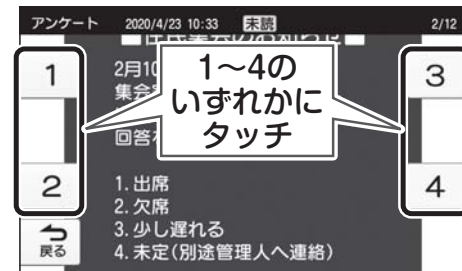 アンケート 2020/4/23 10:33 未読 2/12
■住民集会のお知らせ■
2月10
集会
回答
1～4の
いずれかに
タッチ
1
2
3
4
1. 出席
2. 欠席
3. 少し遅れる
4. 未定(別途管理人へ連絡)
戻る